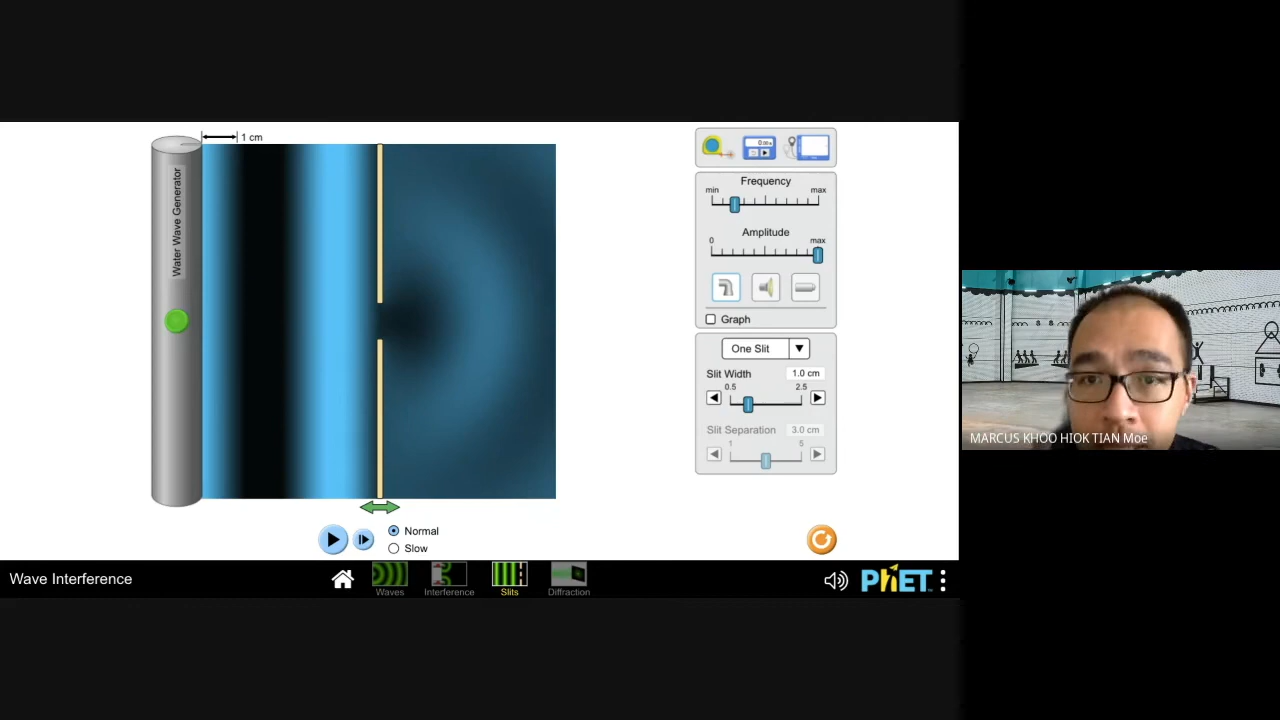 1 cm
Water Wave Generator
0.00 s
Frequency
min max
Amplitude
0 max
Graph
One Slit
Slit Width 1.0 cm
0.5 2.5
Slit Separation 3.0 cm
1 5
Normal
Slow
MARCUS KHOO HIOK TIAN Moe
Wave Interference
Waves Interference Slits Diffraction
PhET